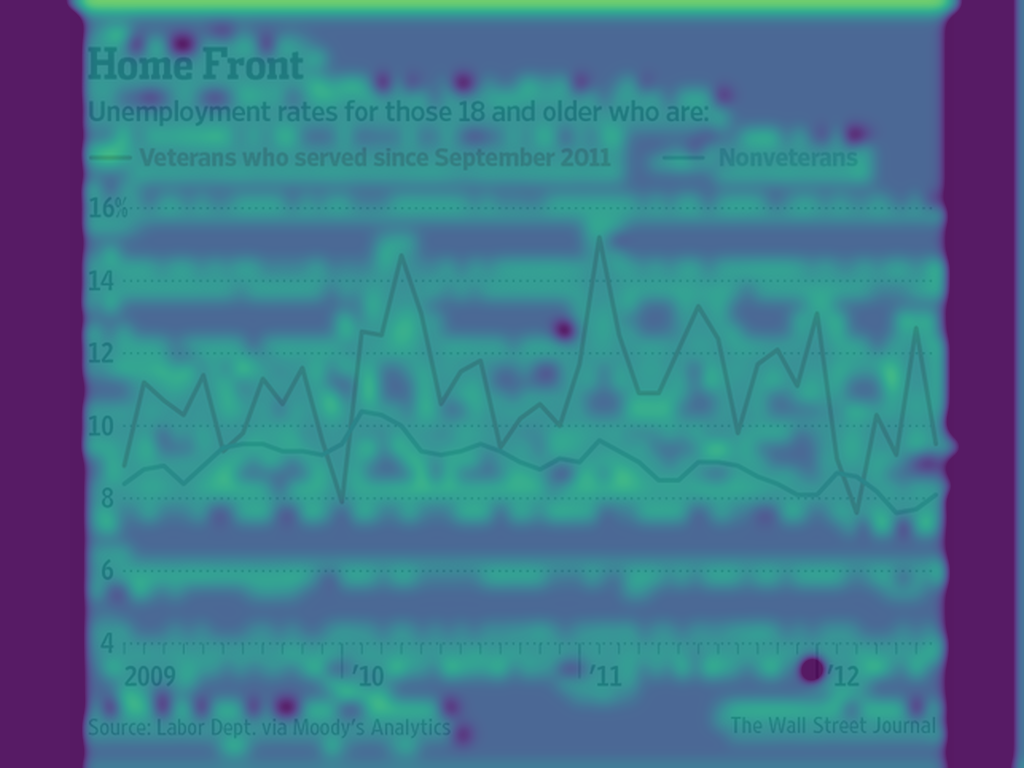 Home Front
Unemployment rates for those 18 and older who are:
Veterans who served since September 2011 Nonveterans
16%
14
12
10
8
6
4
2009 ’10 ’11 ’12
Source: Labor Dept. via Moody’s Analytics The Wall Street Journal